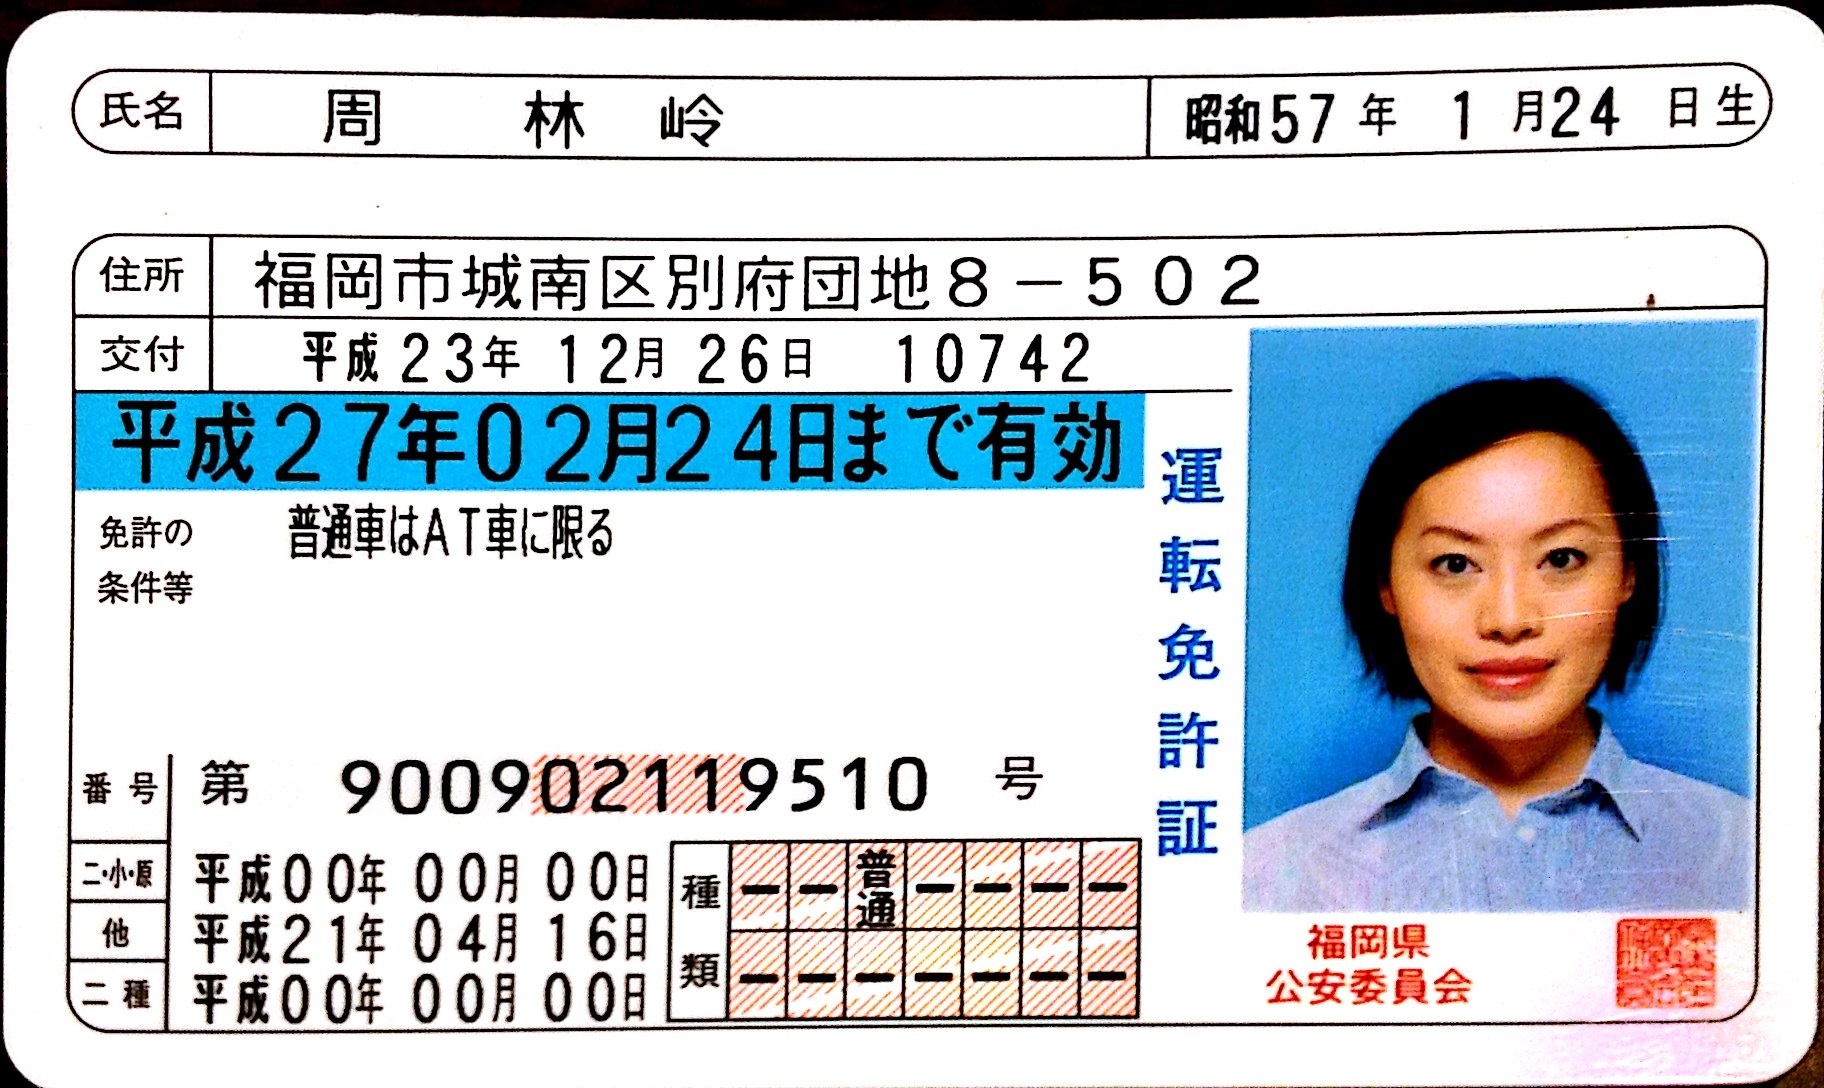 氏名 周 林 岭 昭和57年 1月24日生
住所 福岡市城南区別府団地8-502
交付 平成23年 12月 26日 10742
平成27年02月24日まで有効
免許の
条件等
普通車はAT車に限る
運転免許証
番号 第 900902119510 号
二・小・原 平成00年 00月 00日
他 平成21年 04月 16日
二種 平成00年 00月 00日
種類
ー ー 普通 ー ー ー ー
ー ー ー ー ー ー ー
福岡県
公安委員会